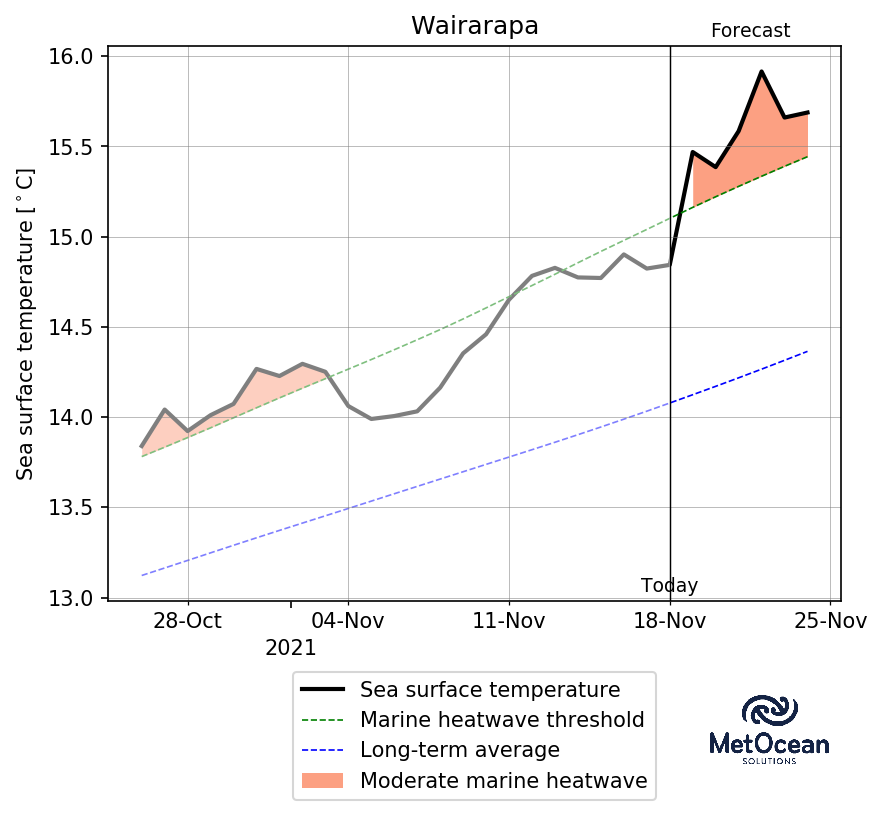 Wairarapa
Forecast
16.0
15.5
15.0
14.5
14.0
13.5
13.0
Sea surface temperature [°C]
Today
28-Oct 04-Nov 11-Nov 18-Nov 25-Nov
2021
Sea surface temperature
Marine heatwave threshold
Long-term average
Moderate marine heatwave
MetOcean
SOLUTIONS